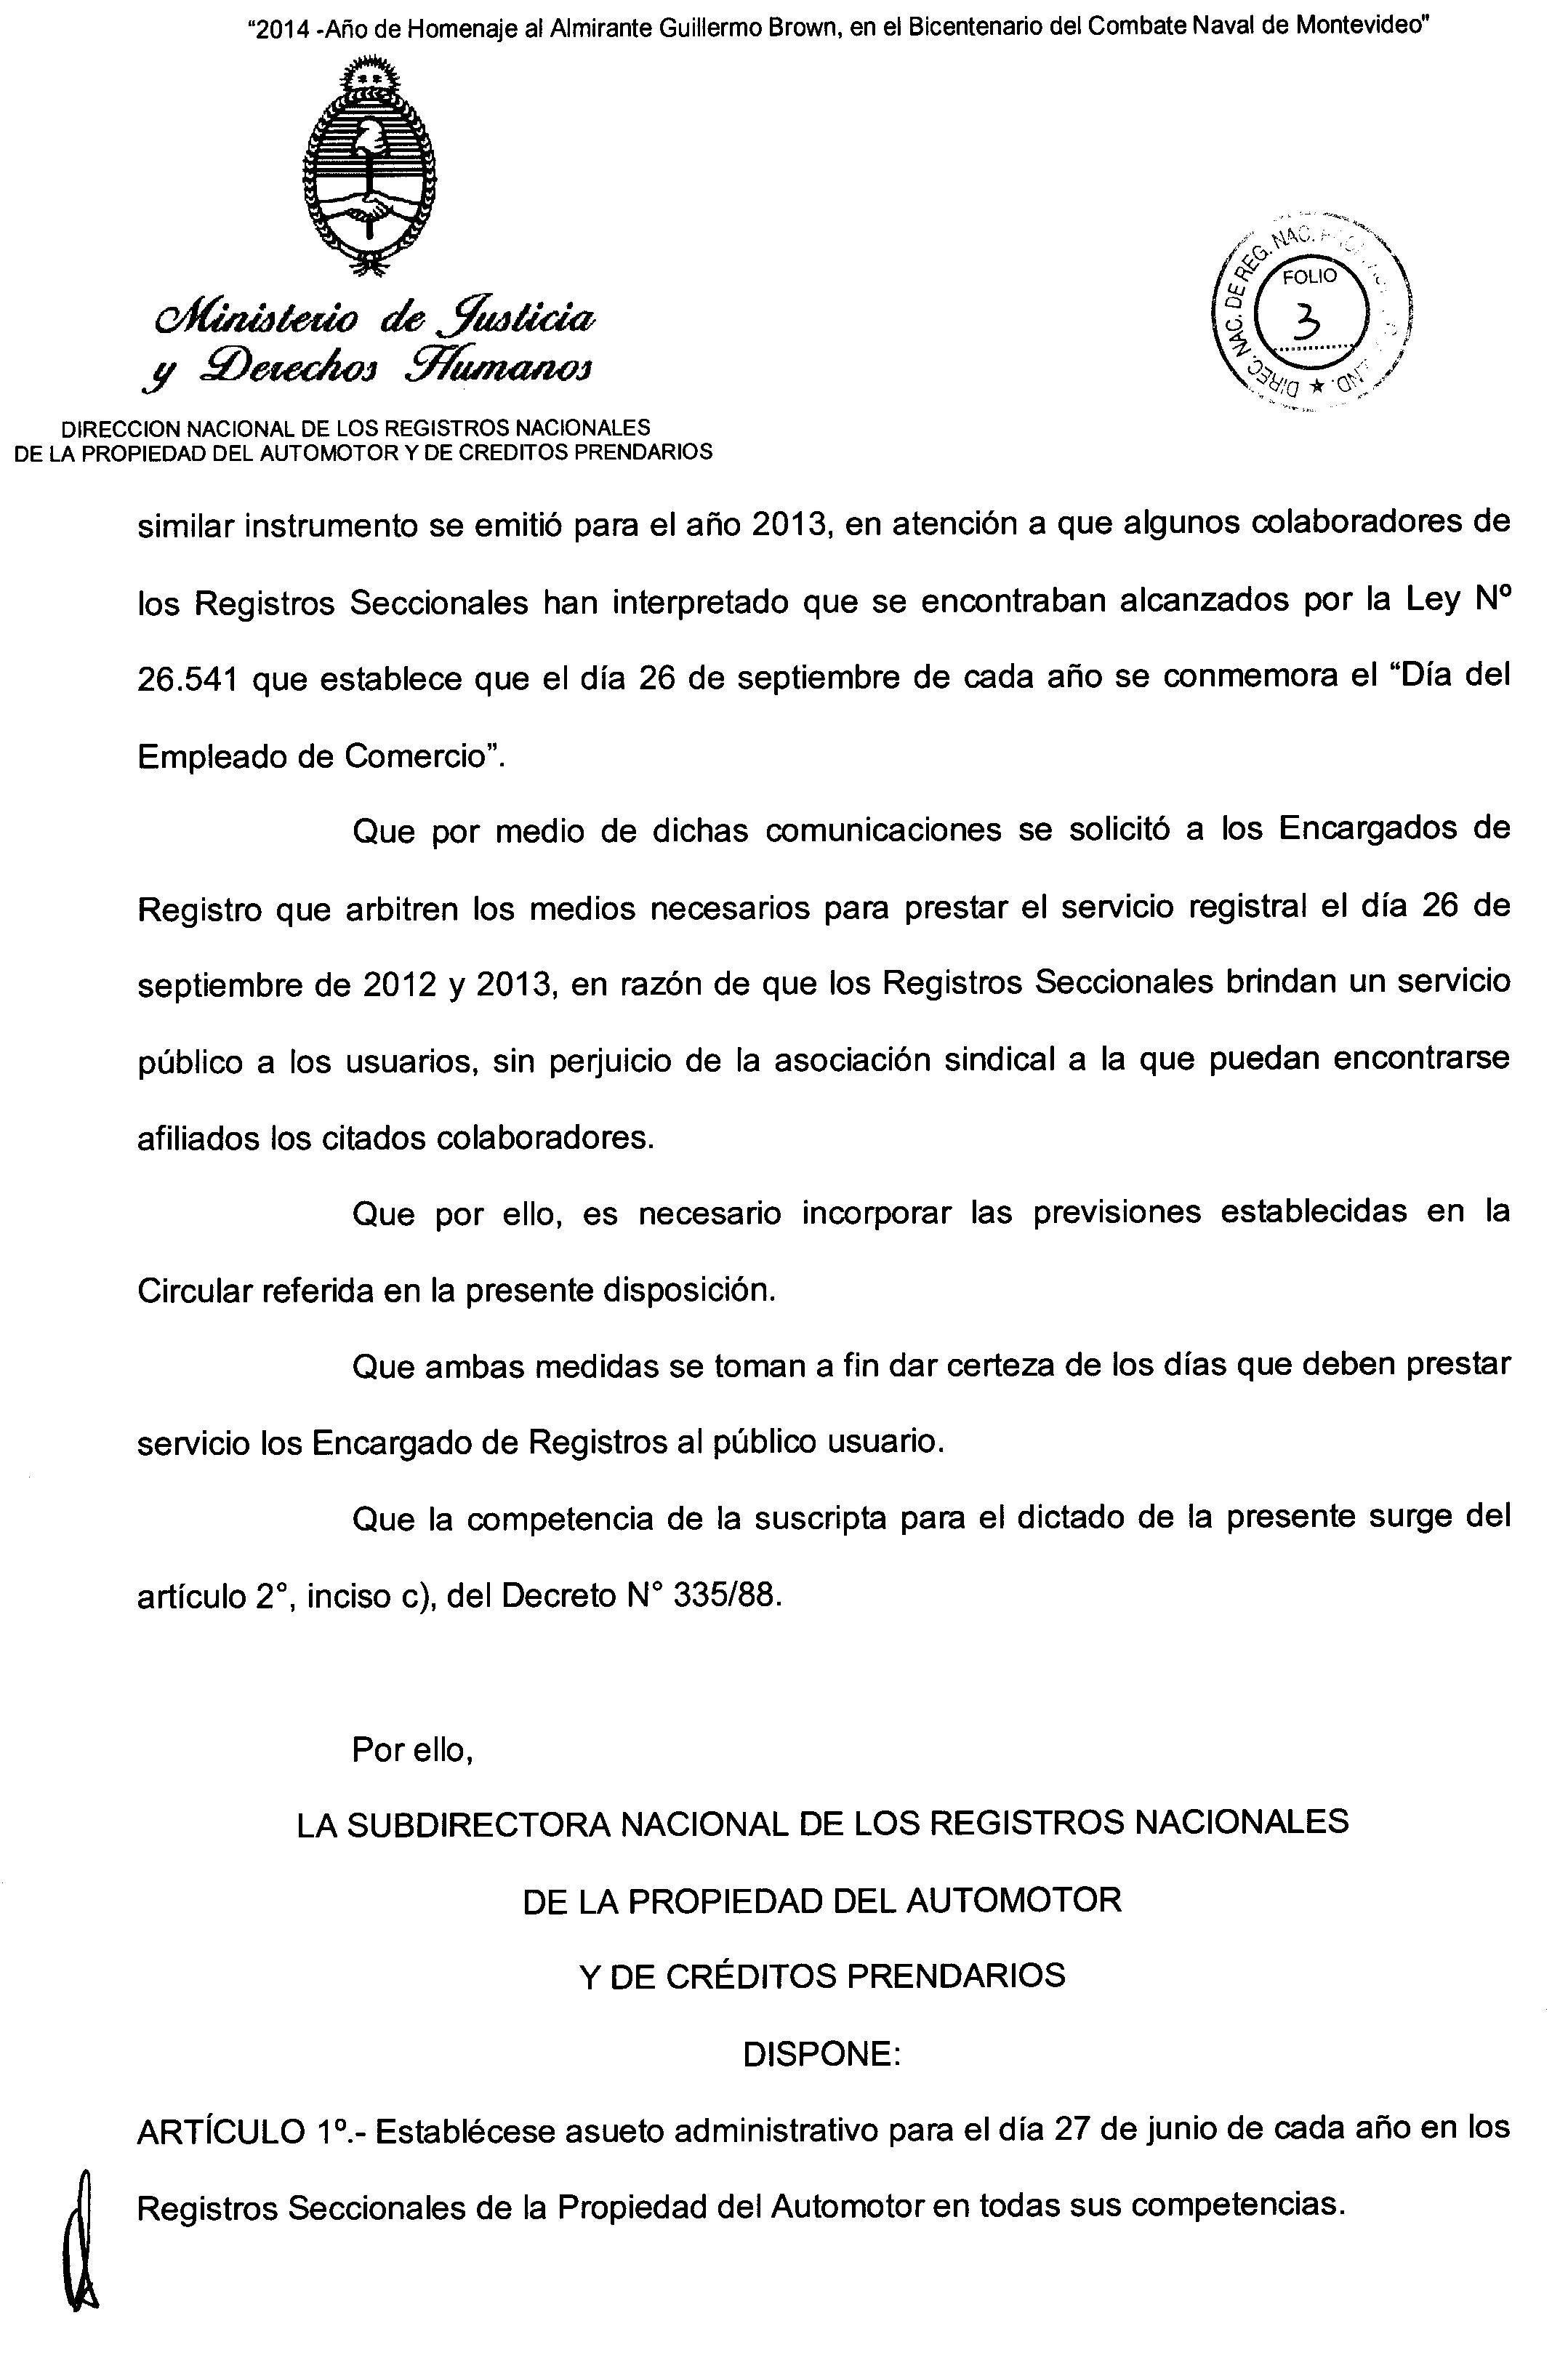 “2014 -Año de Homenaje al Almirante Guillermo Brown, en el Bicentenario del Combate Naval de Montevideo”
Ministerio de Justicia
y Derechos Humanos
DIREC. NAC. DE REG. NAC.
FOLIO
3
DIRECCION NACIONAL DE LOS REGISTROS NACIONALES
DE LA PROPIEDAD DEL AUTOMOTOR Y DE CREDITOS PRENDARIOS
similar instrumento se emitió para el año 2013, en atención a que algunos colaboradores de
los Registros Seccionales han interpretado que se encontraban alcanzados por la Ley Nº
26.541 que establece que el día 26 de septiembre de cada año se conmemora el “Día del
Empleado de Comercio”.
Que por medio de dichas comunicaciones se solicitó a los Encargados de
Registro que arbitren los medios necesarios para prestar el servicio registral el día 26 de
septiembre de 2012 y 2013, en razón de que los Registros Seccionales brindan un servicio
público a los usuarios, sin perjuicio de la asociación sindical a la que puedan encontrarse
afiliados los citados colaboradores.
Que por ello, es necesario incorporar las previsiones establecidas en la
Circular referida en la presente disposición.
Que ambas medidas se toman a fin dar certeza de los días que deben prestar
servicio los Encargado de Registros al público usuario.
Que la competencia de la suscripta para el dictado de la presente surge del
artículo 2°, inciso c), del Decreto N° 335/88.
Por ello,
LA SUBDIRECTORA NACIONAL DE LOS REGISTROS NACIONALES
DE LA PROPIEDAD DEL AUTOMOTOR
Y DE CRÉDITOS PRENDARIOS
DISPONE:
ARTÍCULO 1º.- Establécese asueto administrativo para el día 27 de junio de cada año en los
Registros Seccionales de la Propiedad del Automotor en todas sus competencias.